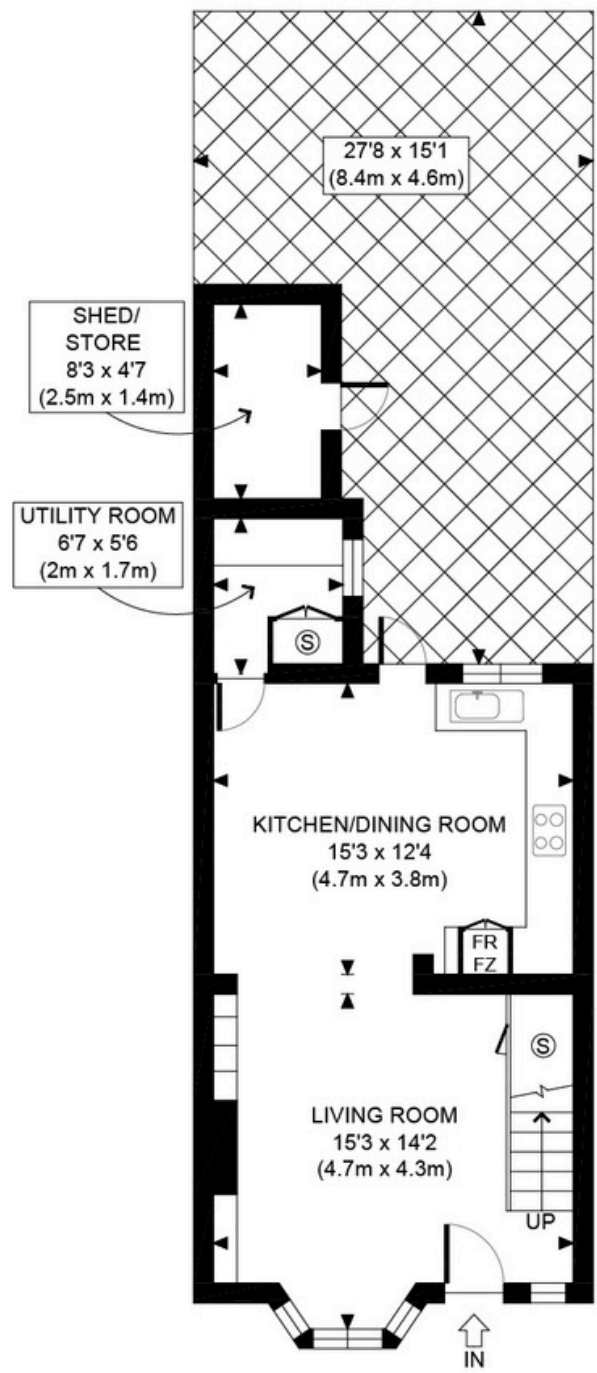 27'8 x 15'1
(8.4m x 4.6m)
SHED/
STORE
8'3 x 4'7
(2.5m x 1.4m)
UTILITY ROOM
6'7 x 5'6
(2m x 1.7m)
S
KITCHEN/DINING ROOM
15'3 x 12'4
(4.7m x 3.8m)
FR
FZ
S
LIVING ROOM
15'3 x 14'2
(4.7m x 4.3m)
UP
IN